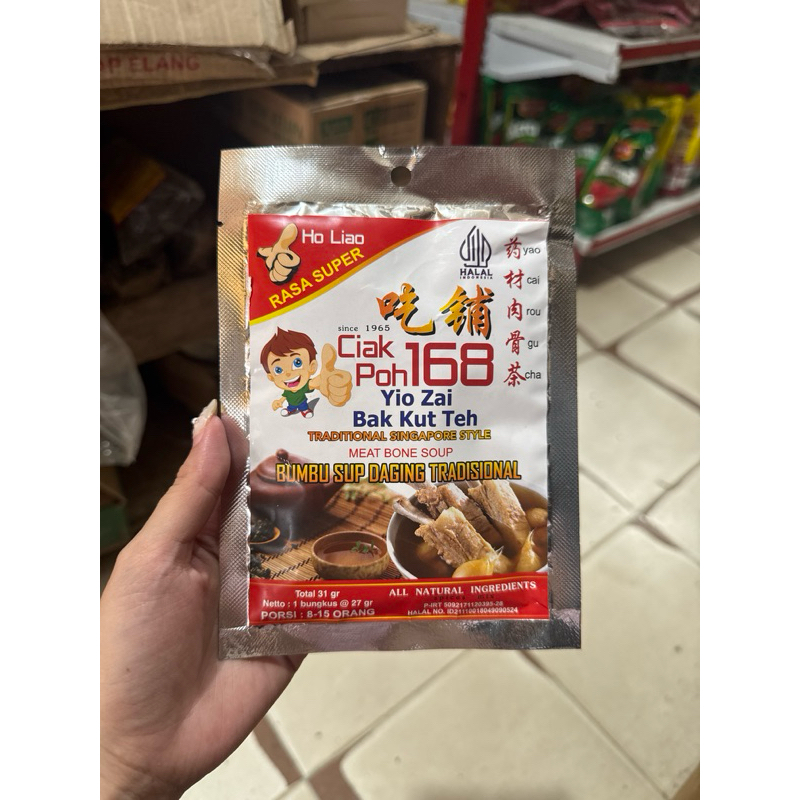 P ELANG
Ho Liao
RASA SUPER
HALAL
INDONESIA
药 yao
材 cai
肉 rou
骨 gu
茶 cha
吃铺
since 1965
Ciak
Poh 168
Yio Zai
Bak Kut Teh
TRADITIONAL SINGAPORE STYLE
MEAT BONE SOUP
BUMBU SUP DAGING TRADISIONAL
Total 31 gr
Netto : 1 bungkus @ 27 gr
PORSI : 8-15 ORANG
ALL NATURAL INGREDIENTS